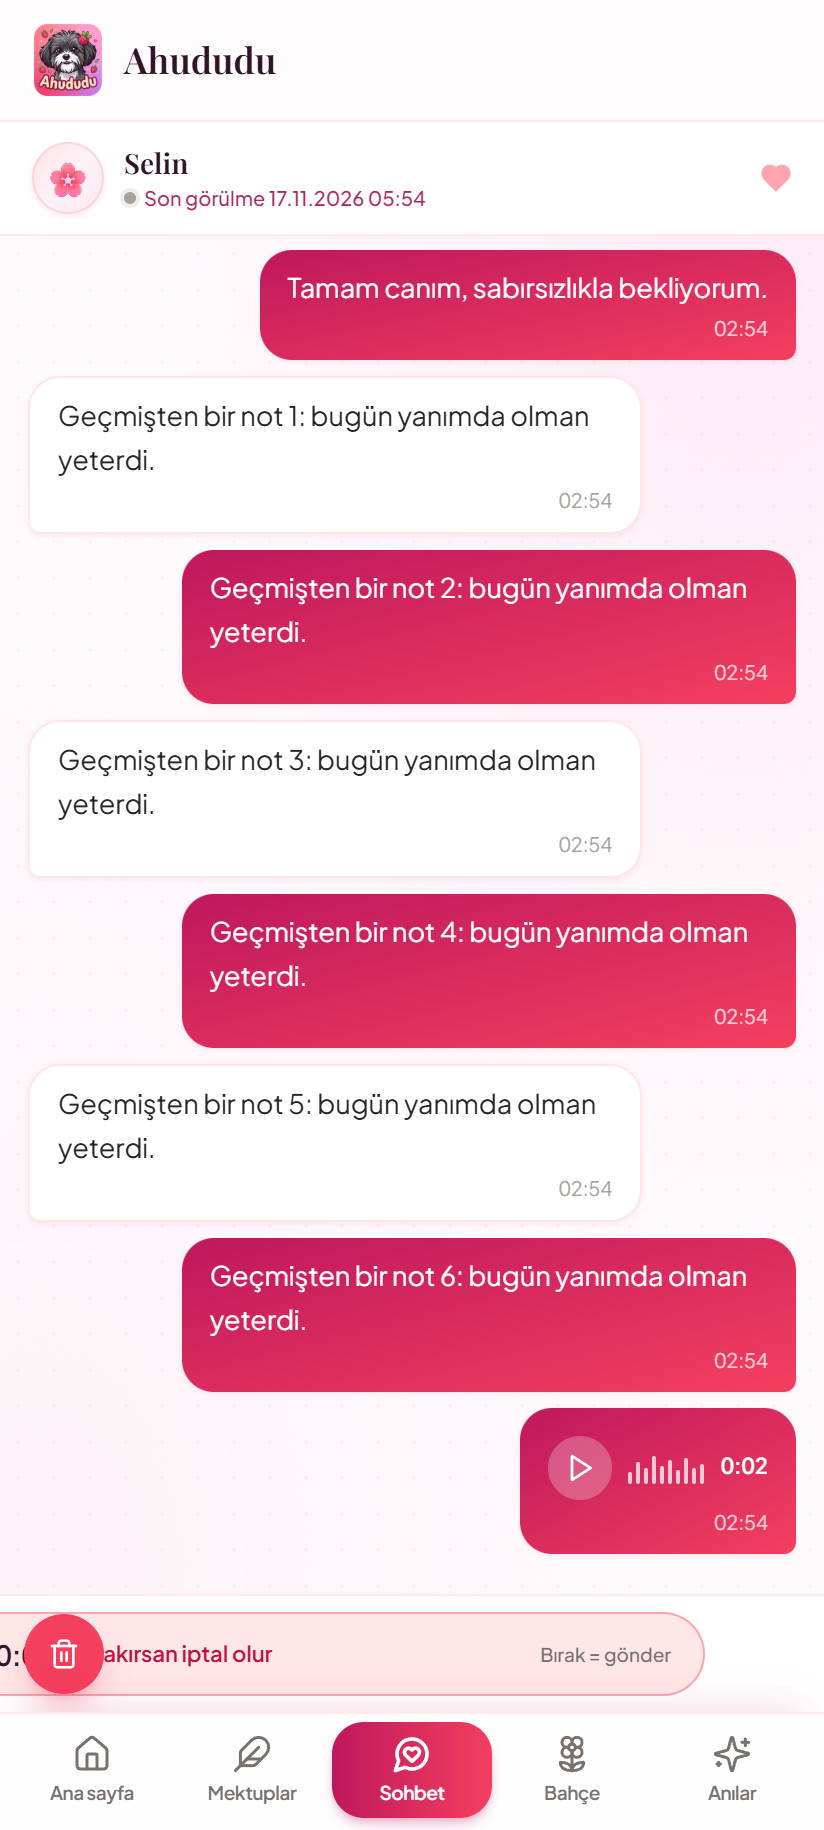 Ahududu
Ahududu
Selin
Son görülme 17.11.2026 05:54
Tamam canım, sabırsızlıkla bekliyorum.
02:54
Geçmişten bir not 1: bugün yanımda olman
yeterdi.
02:54
Geçmişten bir not 2: bugün yanımda olman
yeterdi.
02:54
Geçmişten bir not 3: bugün yanımda olman
yeterdi.
02:54
Geçmişten bir not 4: bugün yanımda olman
yeterdi.
02:54
Geçmişten bir not 5: bugün yanımda olman
yeterdi.
02:54
Geçmişten bir not 6: bugün yanımda olman
yeterdi.
02:54
0:02
02:54
akırsan iptal olur Bırak = gönder
Ana sayfa Mektuplar Sohbet Bahçe Anılar